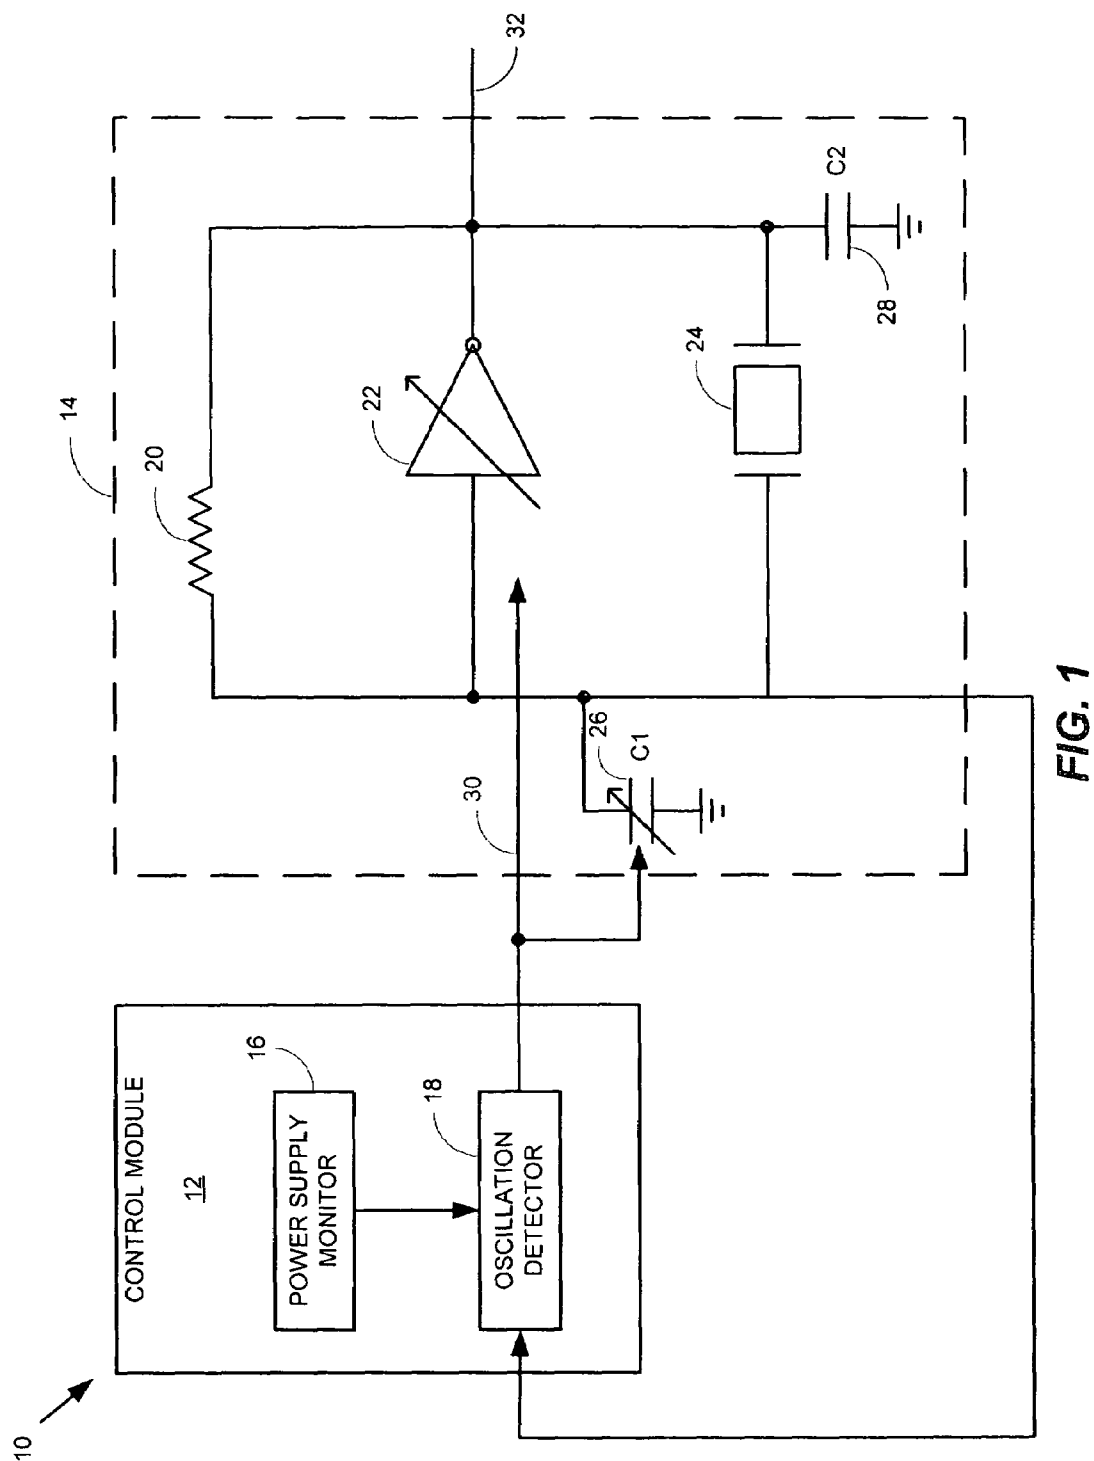 10
CONTROL MODULE
12
POWER SUPPLY
MONITOR
16
OSCILLATION
DETECTOR
18
14
20
22
30
26
C1
24
C2
28
32
FIG. 1